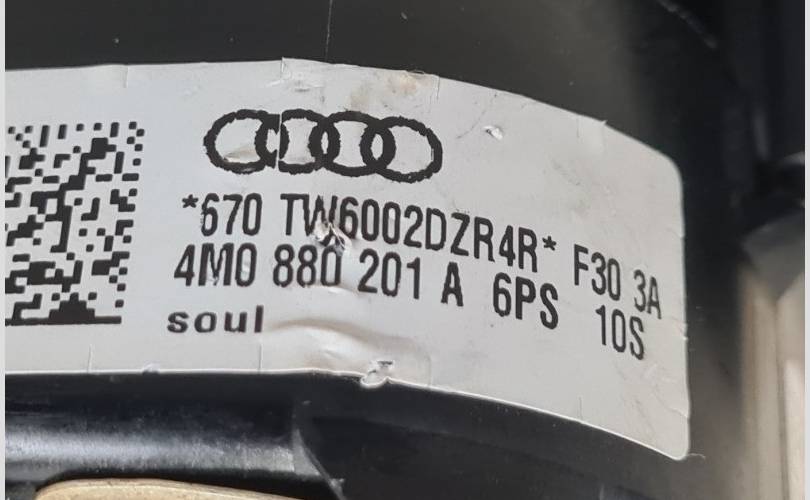 *670 TW6002DZR4R* F30 3A
4M0 880 201 A 6PS 10S
soul